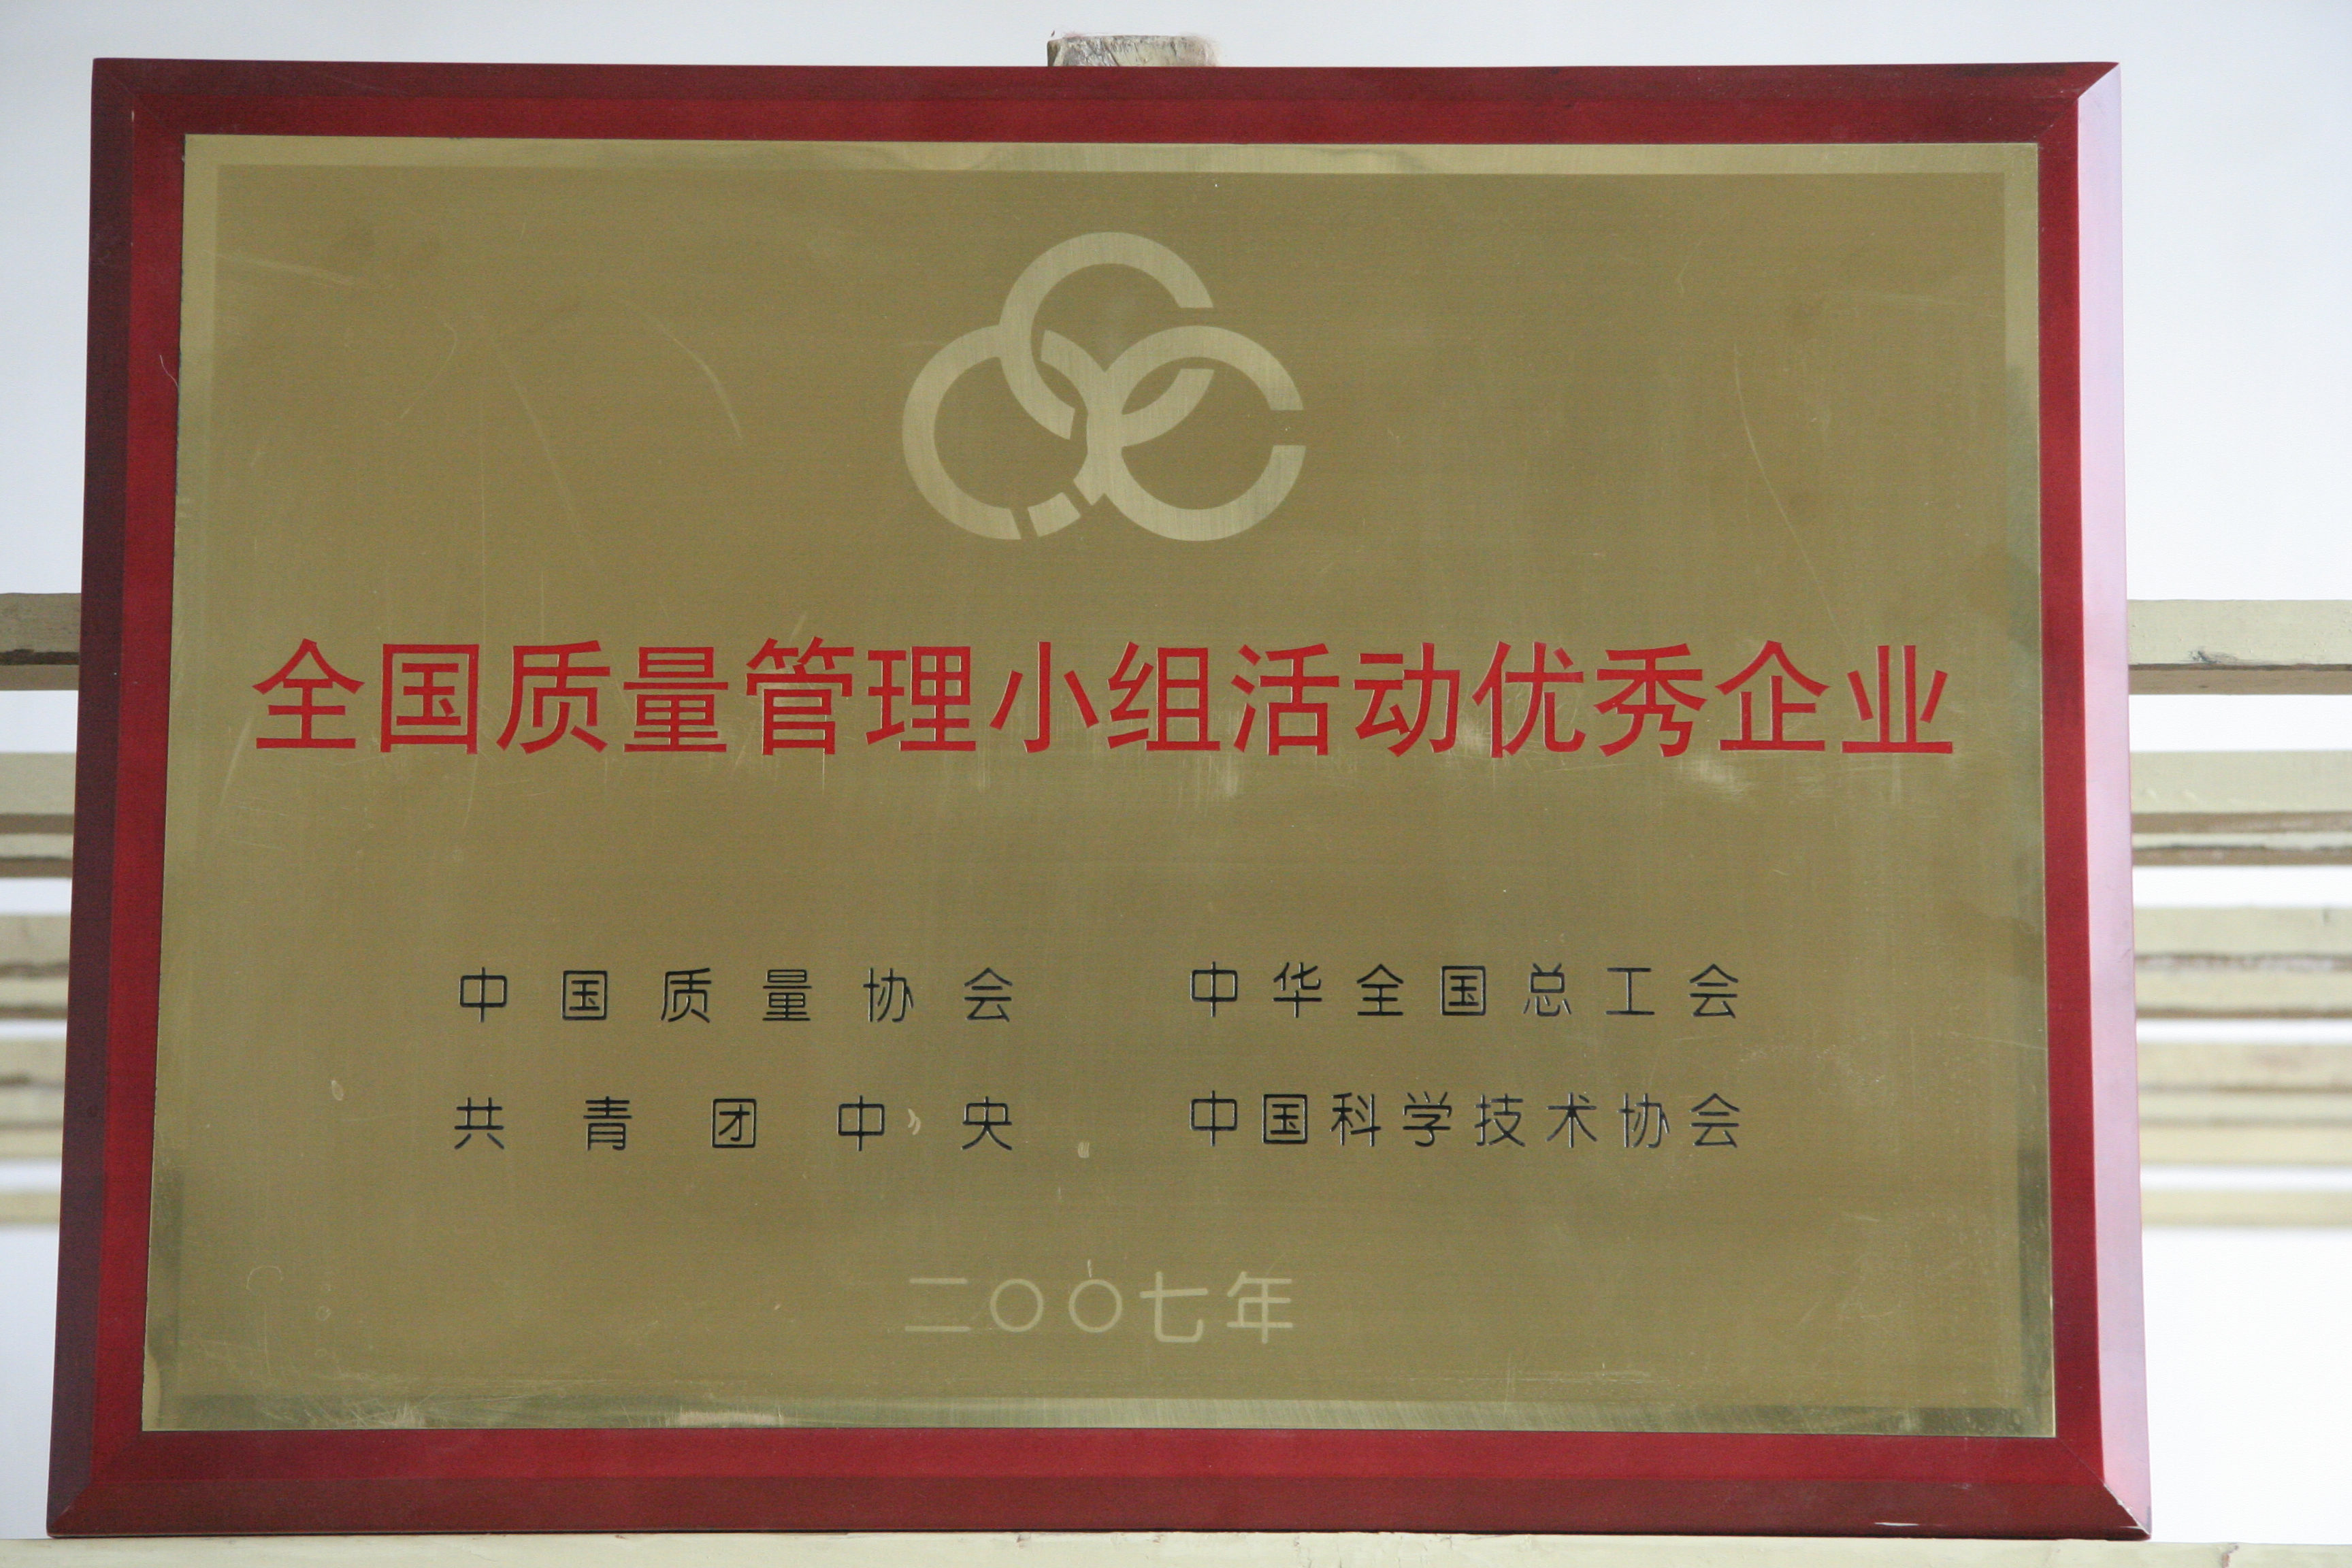 全国质量管理小组活动优秀企业
中国质量协会 中华全国总工会
共青团中央 中国科学技术协会
二〇〇七年